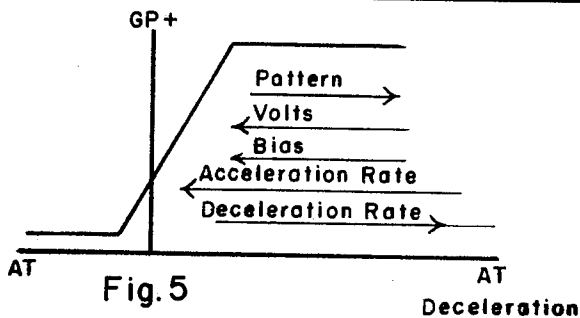 GP+
Pattern
Volts
Bias
Acceleration Rate
Deceleration Rate
AT
AT
Fig. 5
Deceleration